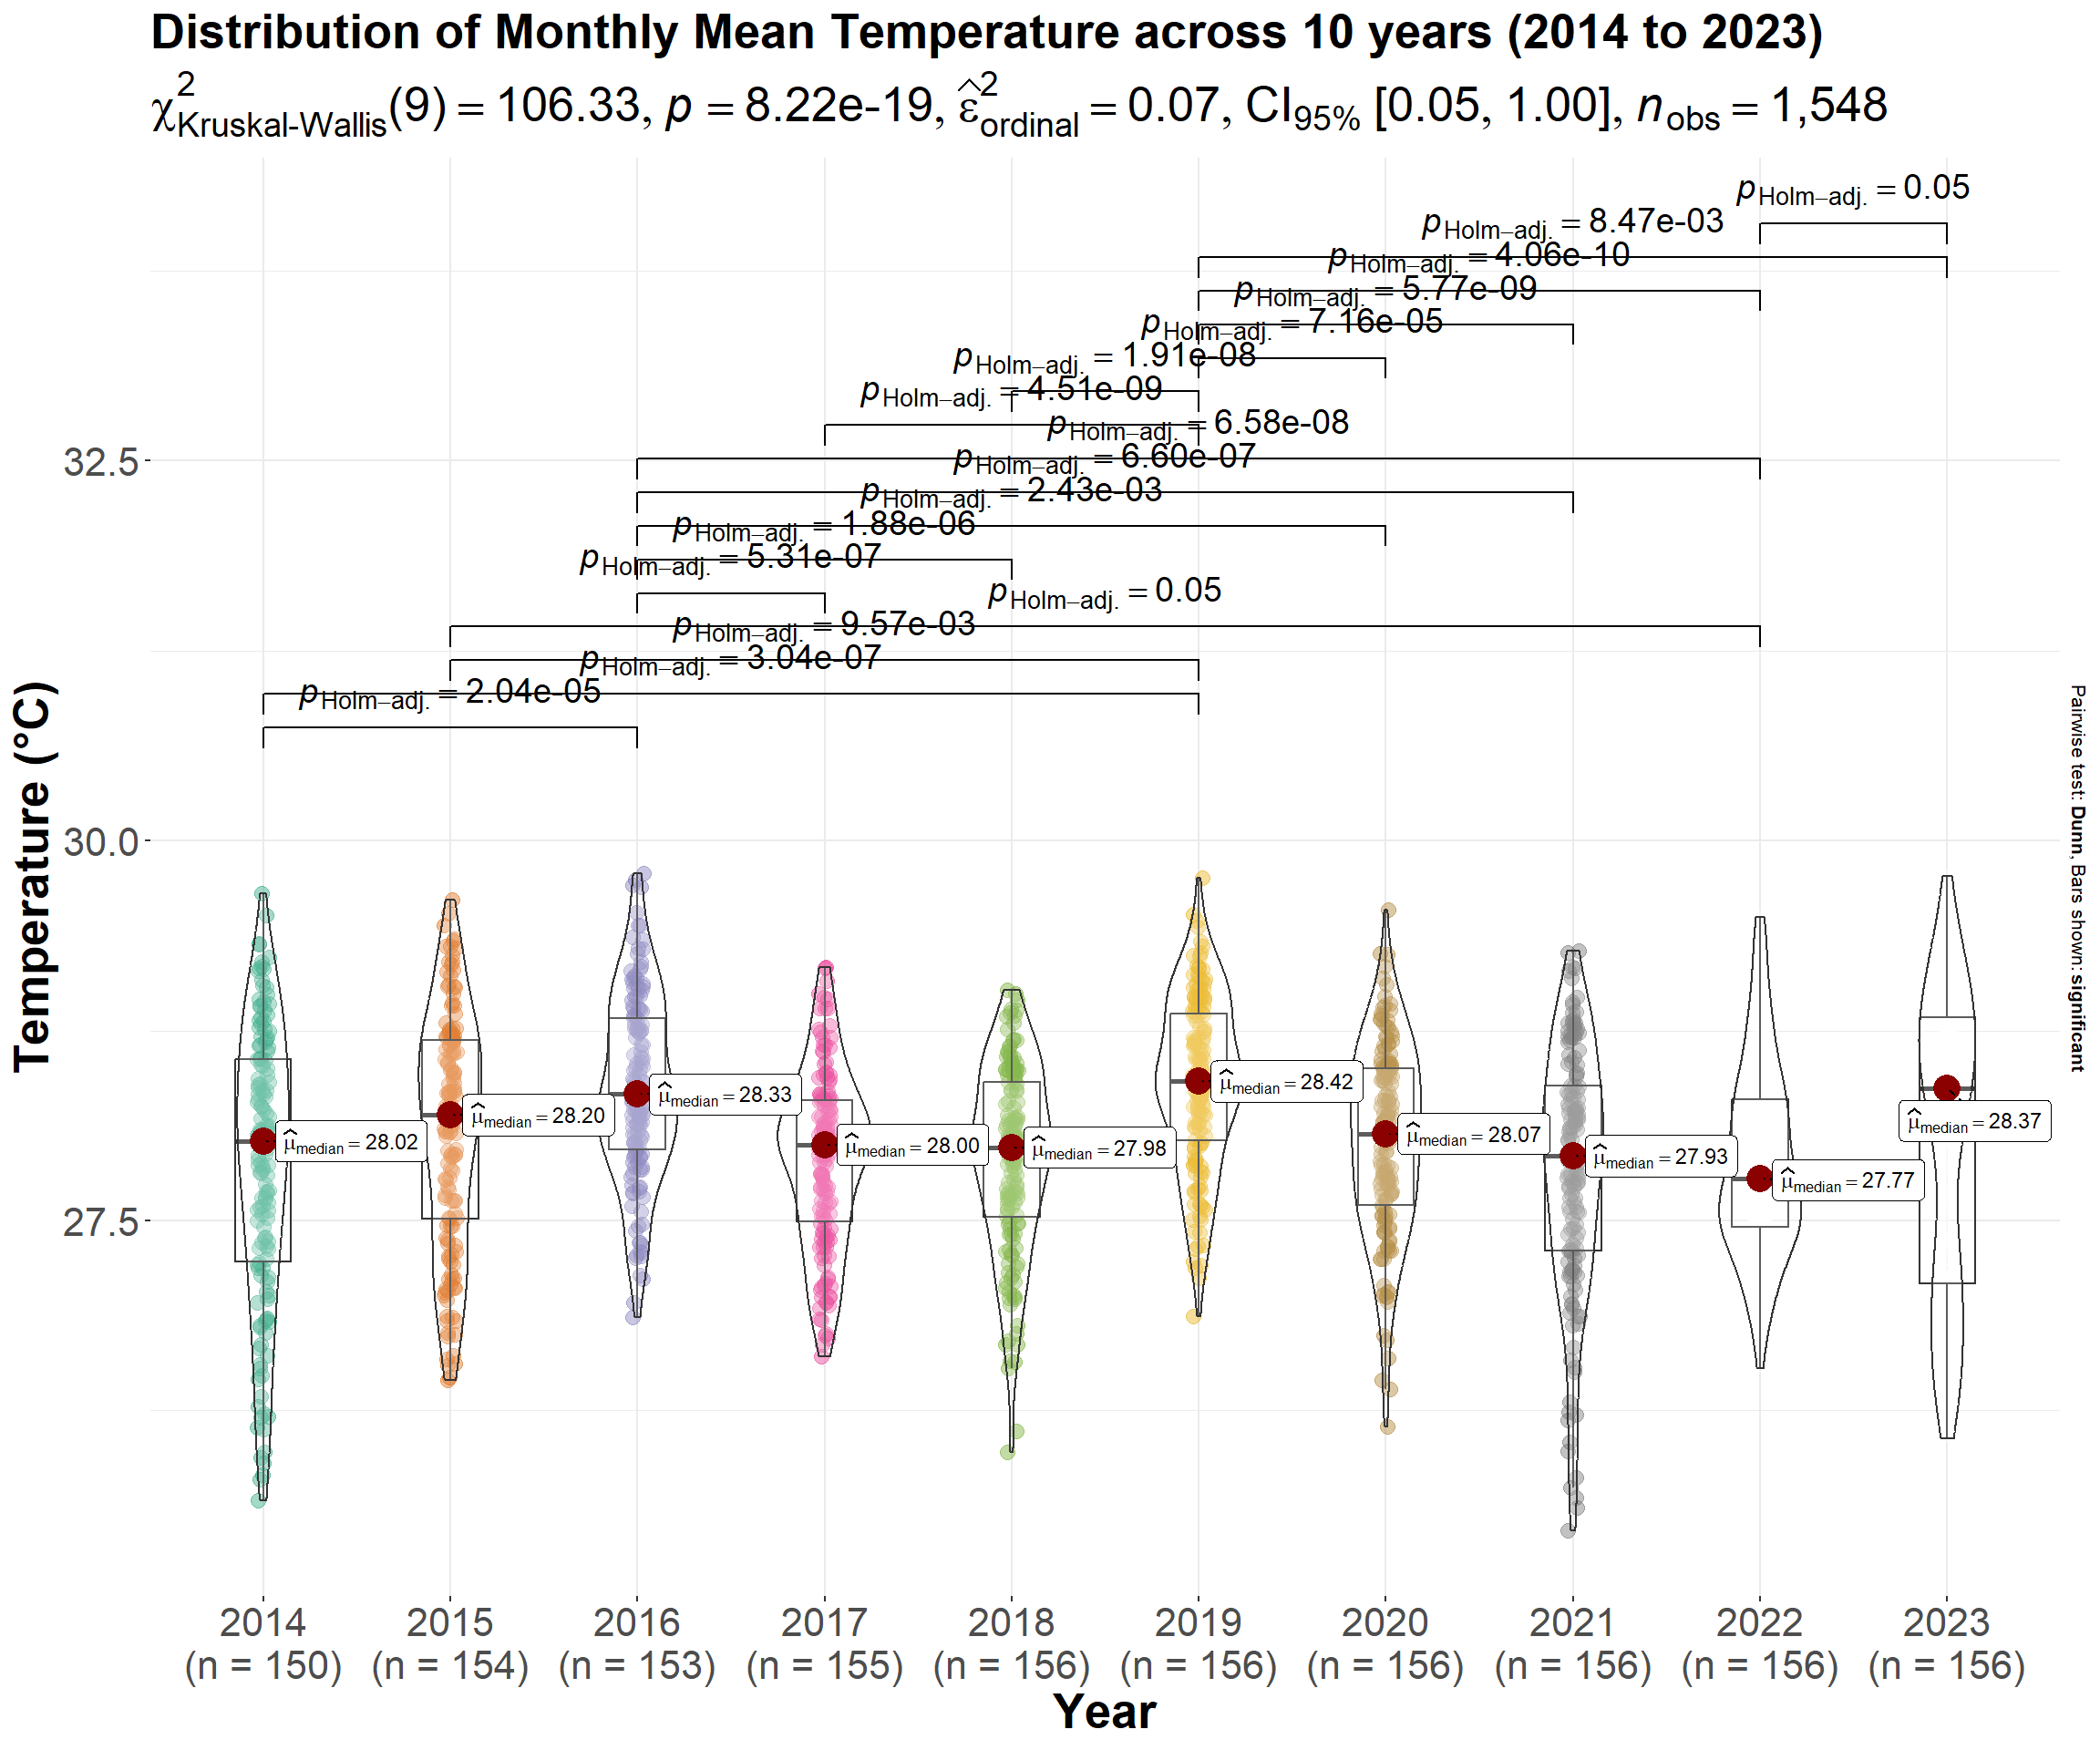 Distribution of Monthly Mean Temperature across 10 years (2014 to 2023)
χ²Kruskal-Wallis(9) = 106.33, p = 8.22e-19, ε̂²ordinal = 0.07, CI95% [0.05, 1.00], nobs = 1,548
pHolm–adj. = 0.05
pHolm–adj. = 8.47e-03
pHolm–adj. = 4.06e-10
pHolm–adj. = 5.77e-09
pHolm–adj. = 7.16e-05
pHolm–adj. = 1.91e-08
pHolm–adj. = 4.51e-09
pHolm–adj. = 6.58e-08
pHolm–adj. = 6.60e-07
pHolm–adj. = 2.43e-03
pHolm–adj. = 1.88e-06
pHolm–adj. = 5.31e-07
pHolm–adj. = 0.05
pHolm–adj. = 9.57e-03
pHolm–adj. = 3.04e-07
pHolm–adj. = 2.04e-05
32.5
30.0
27.5
Temperature (°C)
μ̂median = 28.02
μ̂median = 28.20
μ̂median = 28.33
μ̂median = 28.00
μ̂median = 27.98
μ̂median = 28.42
μ̂median = 28.07
μ̂median = 27.93
μ̂median = 27.77
μ̂median = 28.37
Pairwise test: Dunn, Bars shown: significant
2014 2015 2016 2017 2018 2019 2020 2021 2022 2023
(n = 150) (n = 154) (n = 153) (n = 155) (n = 156) (n = 156) (n = 156) (n = 156) (n = 156) (n = 156)
Year